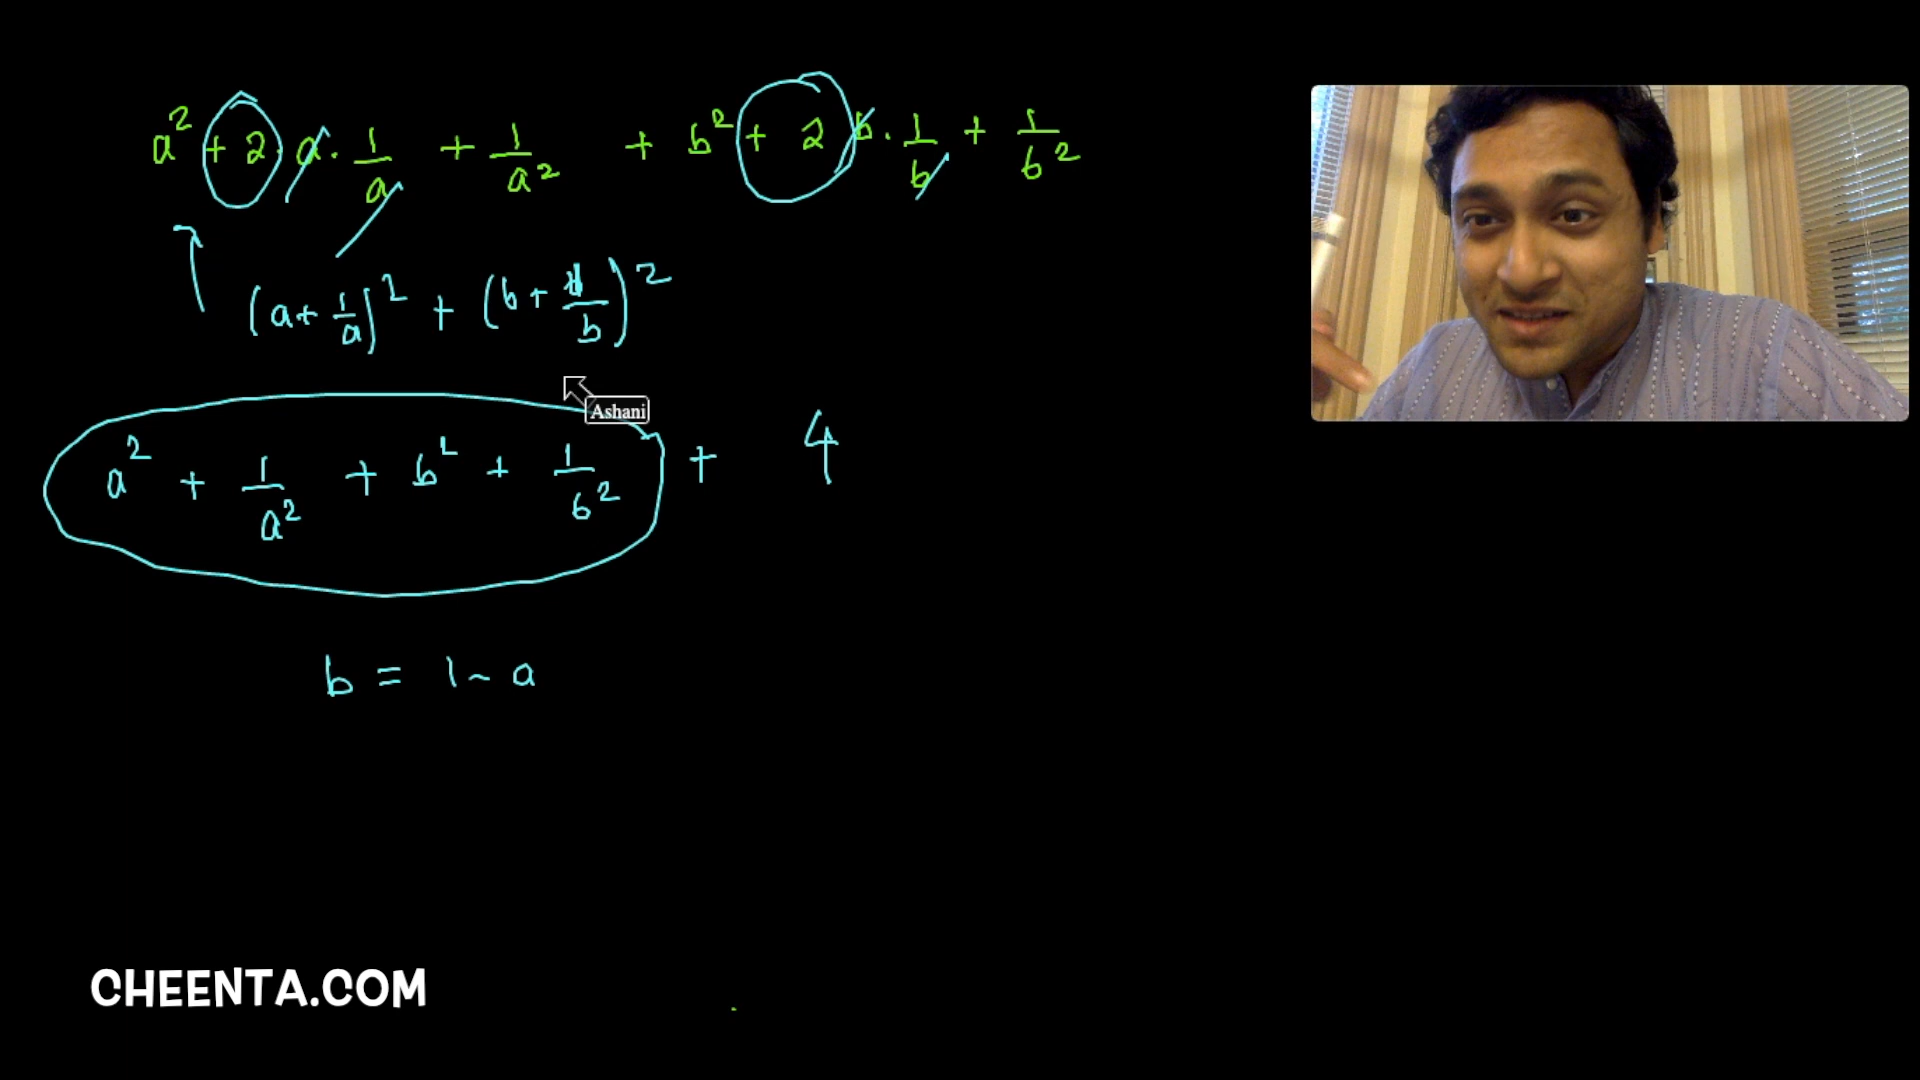 a² + 2. a. 1/a + 1/a² + b² + 2 b. 1/b + 1/b²
(a + 1/a)² + (b + 1/b)²
Ashani
a² + 1/a² + b² + 1/b² + 4
b = 1 - a
CHEENTA.COM